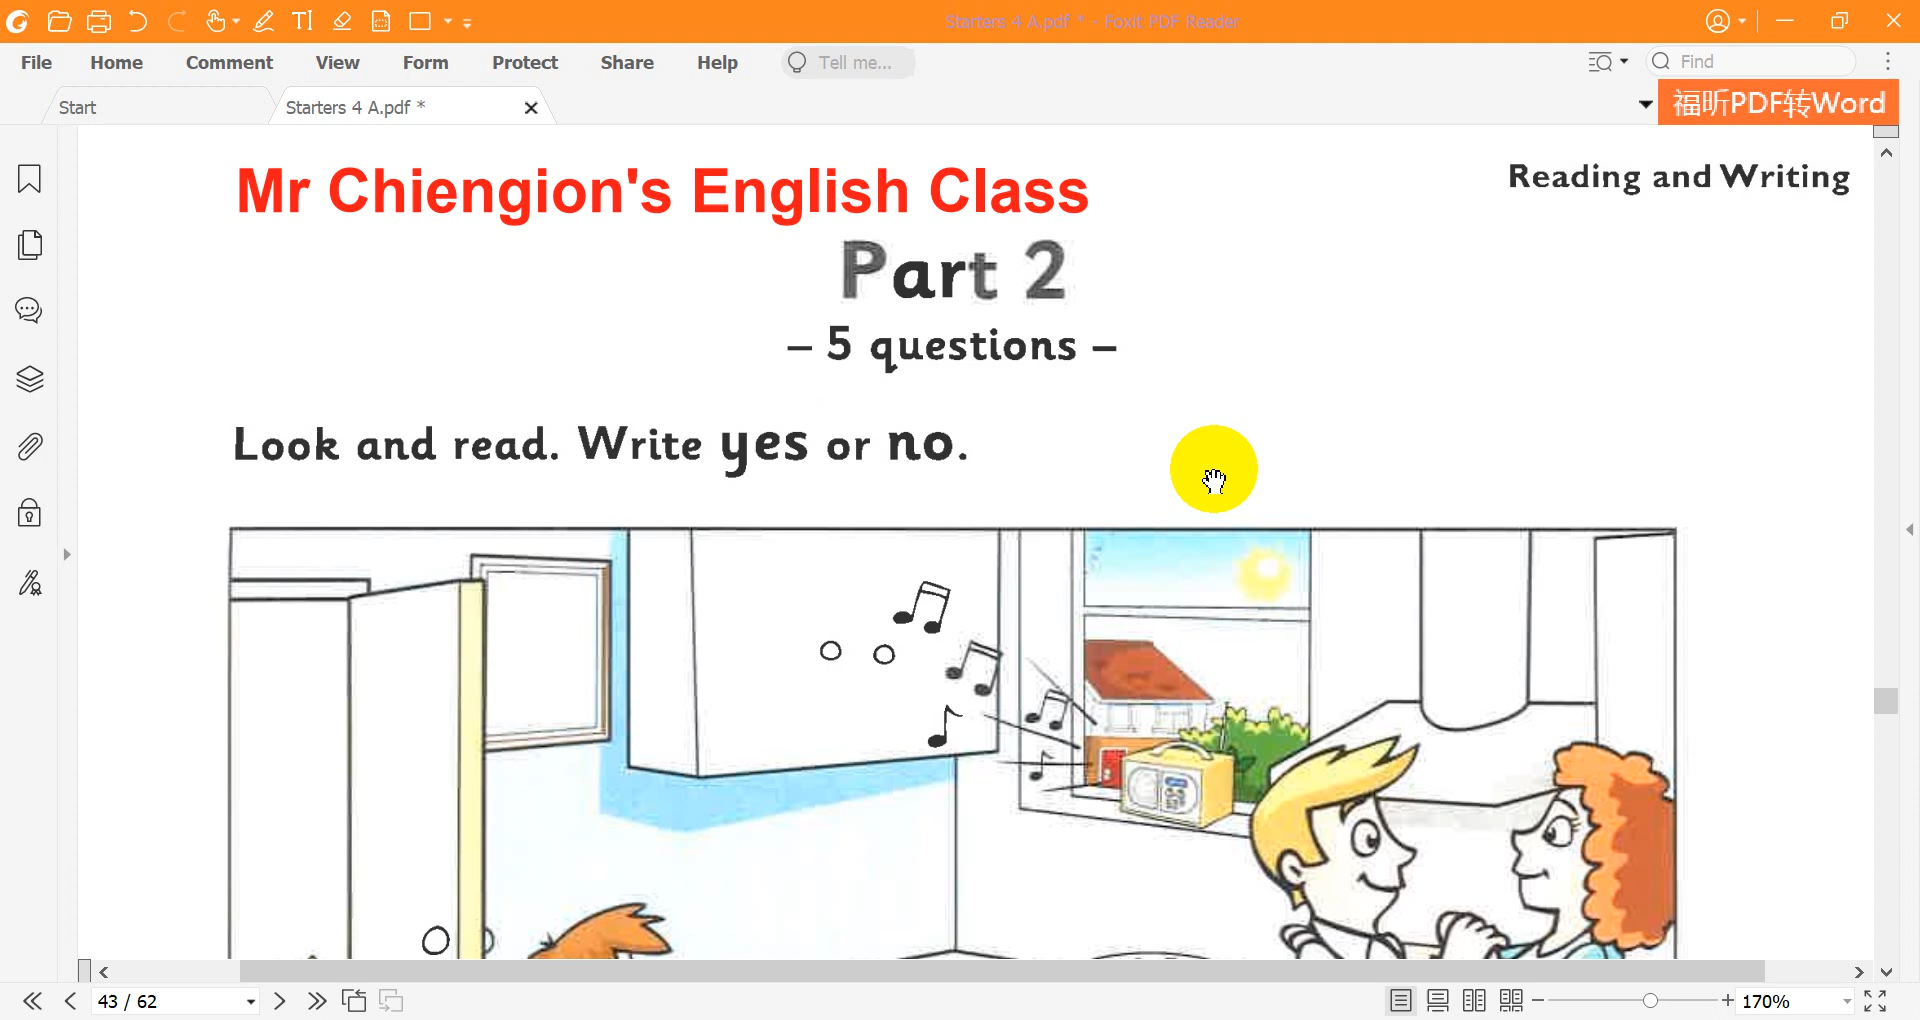 Starters 4 A.pdf * - Foxit PDF Reader
File Home Comment View Form Protect Share Help Tell me... Find
Start Starters 4 A.pdf * 福昕PDF转Word
Mr Chiengion's English Class
Reading and Writing
Part 2
– 5 questions –
Look and read. Write yes or no.
43 / 62 170%